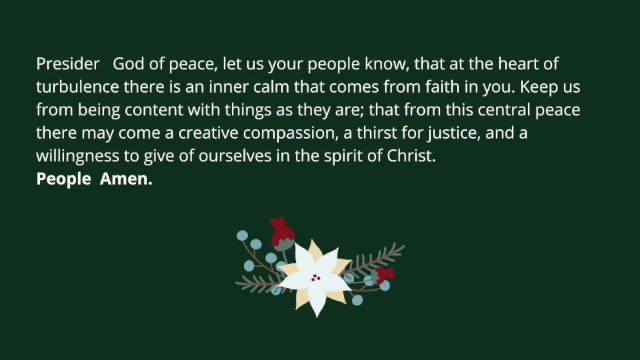 Presider God of peace, let us your people know, that at the heart of
turbulence there is an inner calm that comes from faith in you. Keep us
from being content with things as they are; that from this central peace
there may come a creative compassion, a thirst for justice, and a
willingness to give of ourselves in the spirit of Christ.
People Amen.